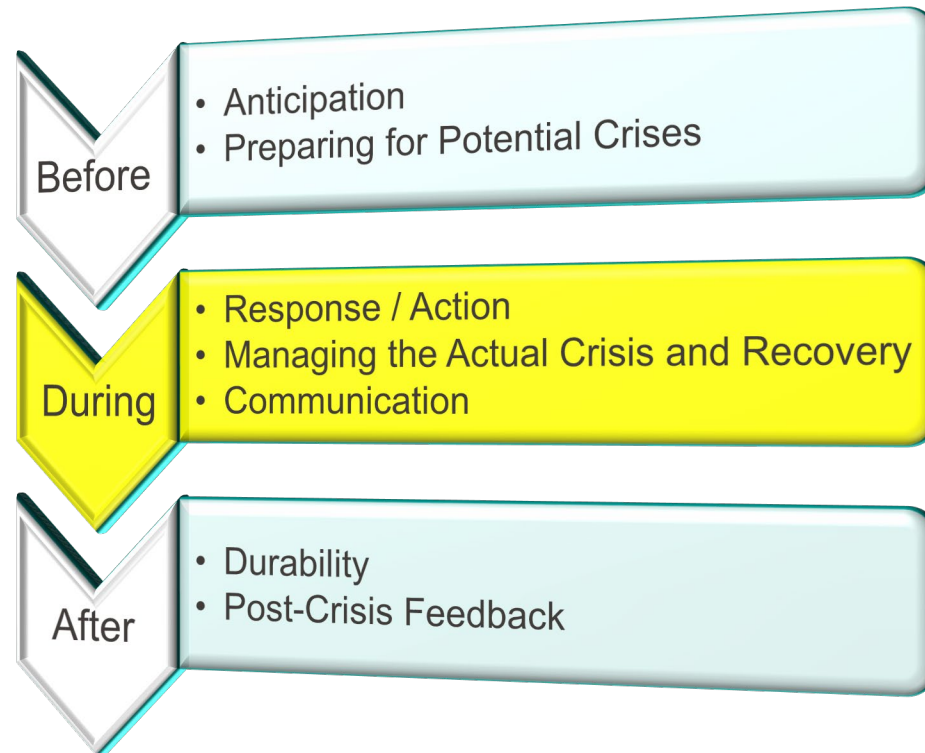 Before
• Anticipation
• Preparing for Potential Crises
During
• Response / Action
• Managing the Actual Crisis and Recovery
• Communication
After
• Durability
• Post-Crisis Feedback